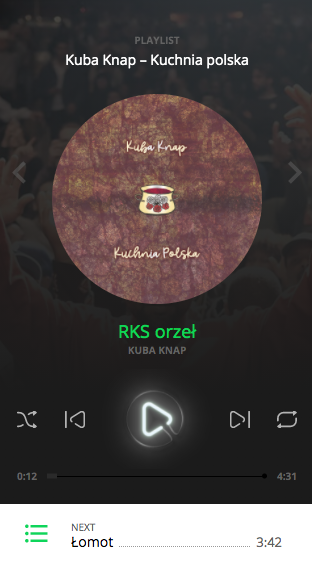 PLAYLIST
Kuba Knap – Kuchnia polska
Kuba Knap
Kuchnia Polska
RKS orzeł
KUBA KNAP
0:12 4:31
NEXT
Łomot 3:42